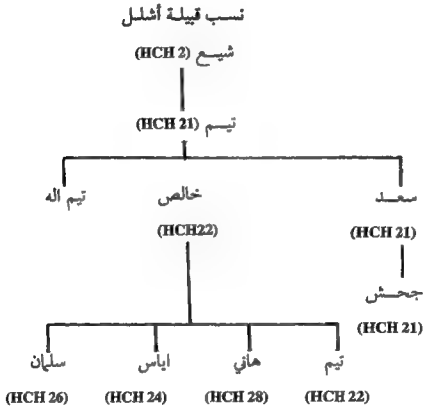 نسب قبيلة أشلل
شيع (HCH 2)
تيم (HCH 21)
سعد خالص تيم اله
(HCH 21) (HCH22)
جحش
(HCH 21)
تيم هاني اياس سلمان
(HCH 22) (HCH 28) (HCH 24) (HCH 26)